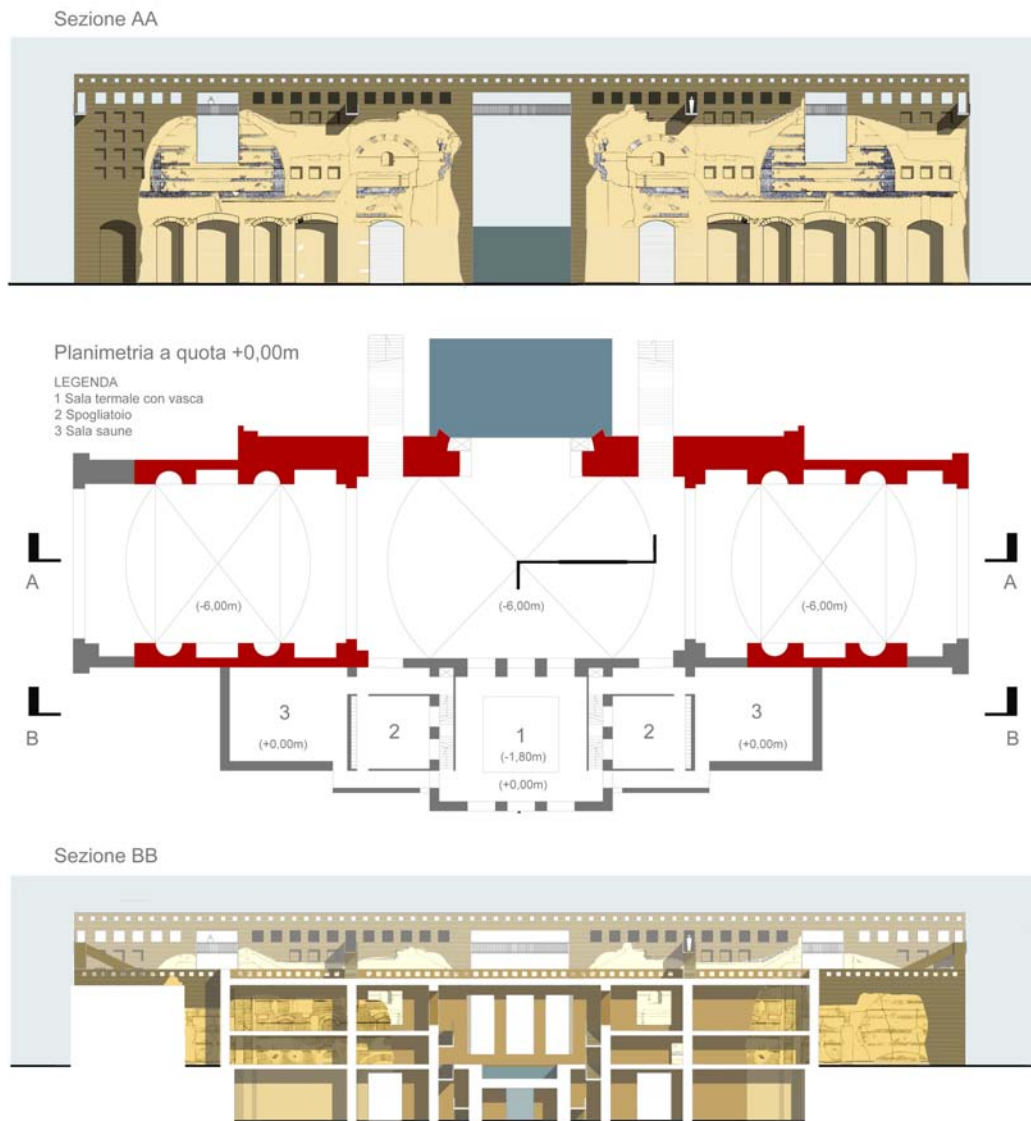 Sezione AA
Planimetria a quota +0,00m
LEGENDA
1 Sala termale con vasca
2 Spogliatoio
3 Sala saune
A
A
(-6,00m)
(-6,00m)
(-6,00m)
B
B
3
(+0,00m)
2
1
(-1,80m)
(+0,00m)
2
3
(+0,00m)
Sezione BB